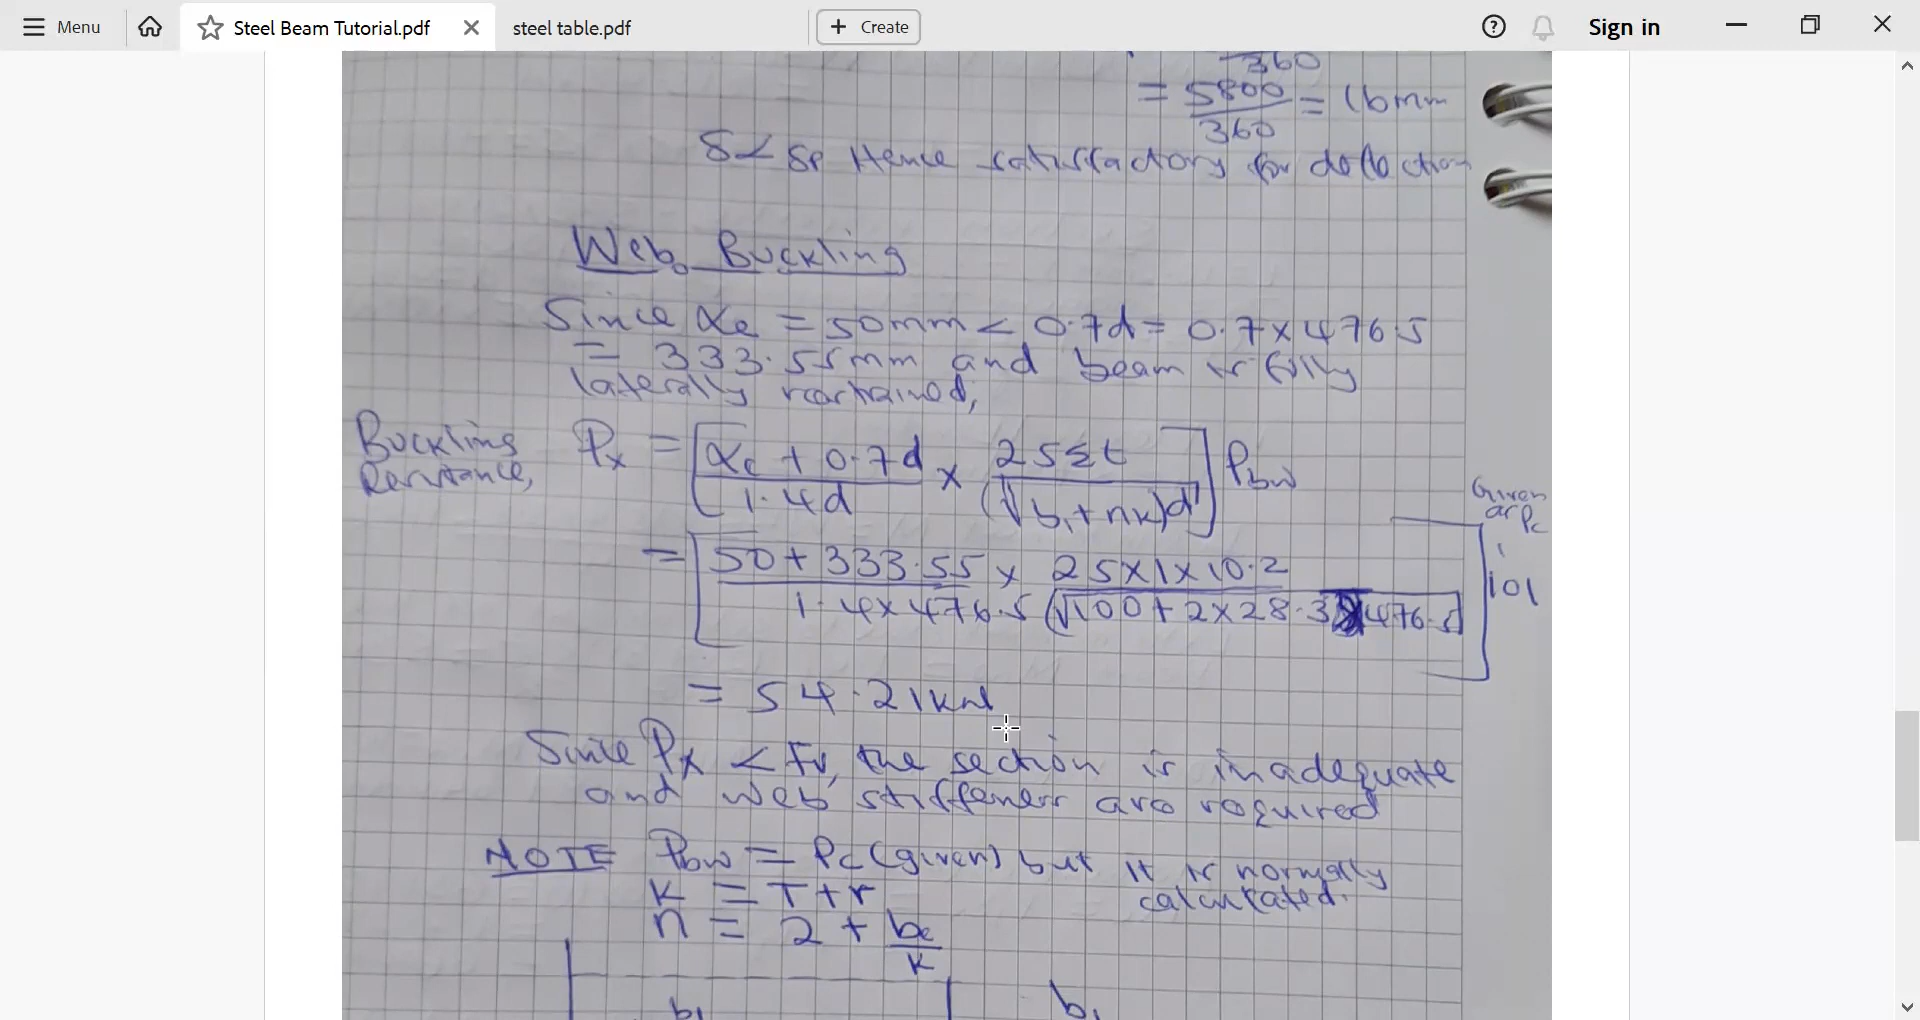 Menu
Steel Beam Tutorial.pdf
steel table.pdf
+ Create
Sign in
360
= 5800/360 = 16mm
δ < δp Hence satisfactory for deflection
Web Buckling
Since αe = 50mm < 0.7d = 0.7 x 476.5
= 333.55mm and beam is fully
laterally restrained,
Buckling Resistance, Px = [αe + 0.7d / 1.4d x 25εt / (√b1+nk)d] Pbw
Given as Pc
= [50 + 333.55 / 1.4 x 476.5 x 25 x 1 x 10.2 / (√100 + 2 x 28.3) 476.5] 101
= 54.21kN
Since Px < Fv, the section is inadequate
and web stiffeners are required
NOTE Pbw = Pc (given) but it is normally calculated.
k = T + r
n = 2 + be/k
b1 b1